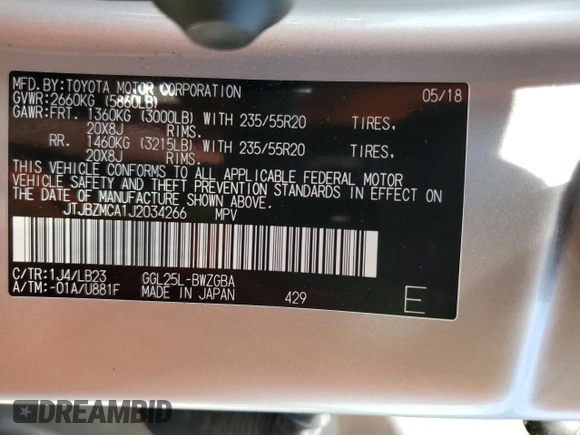 MFD.BY:TOYOTA MOTOR CORPORATION 05/18
GVWR:2660KG (5860LB)
GAWR:FRT. 1360KG (3000LB) WITH 235/55R20 TIRES,
20X8J RIMS.
RR. 1460KG (3215LB) WITH 235/55R20 TIRES,
20X8J RIMS.
THIS VEHICLE CONFORMS TO ALL APPLICABLE FEDERAL MOTOR
VEHICLE SAFETY AND THEFT PREVENTION STANDARDS IN EFFECT ON
THE DATE OF MANUFACTURE SHOWN ABOVE.
JTJBZMCA1J2034266 MPV
C/TR:1J4/LB23 GGL25L-BWZGBA
A/TM:-01A/U881F MADE IN JAPAN 429 E
DREAMBID